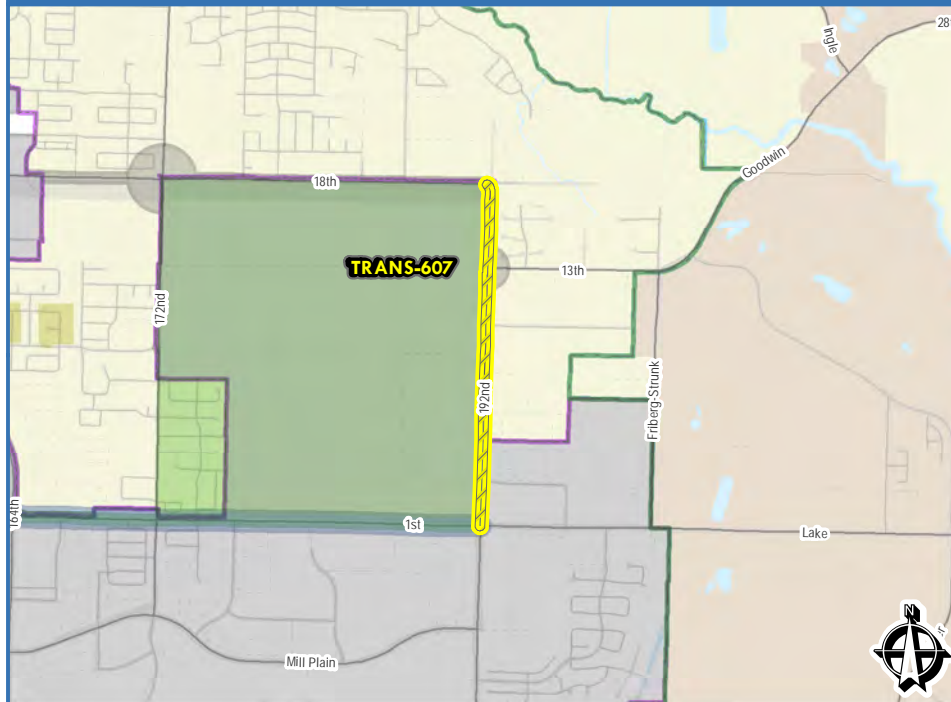 28
Ingle
Goodwin
18th
TRANS-607
13th
172nd
192nd
Friberg-Strunk
164th
1st
Lake
Mill Plain
N